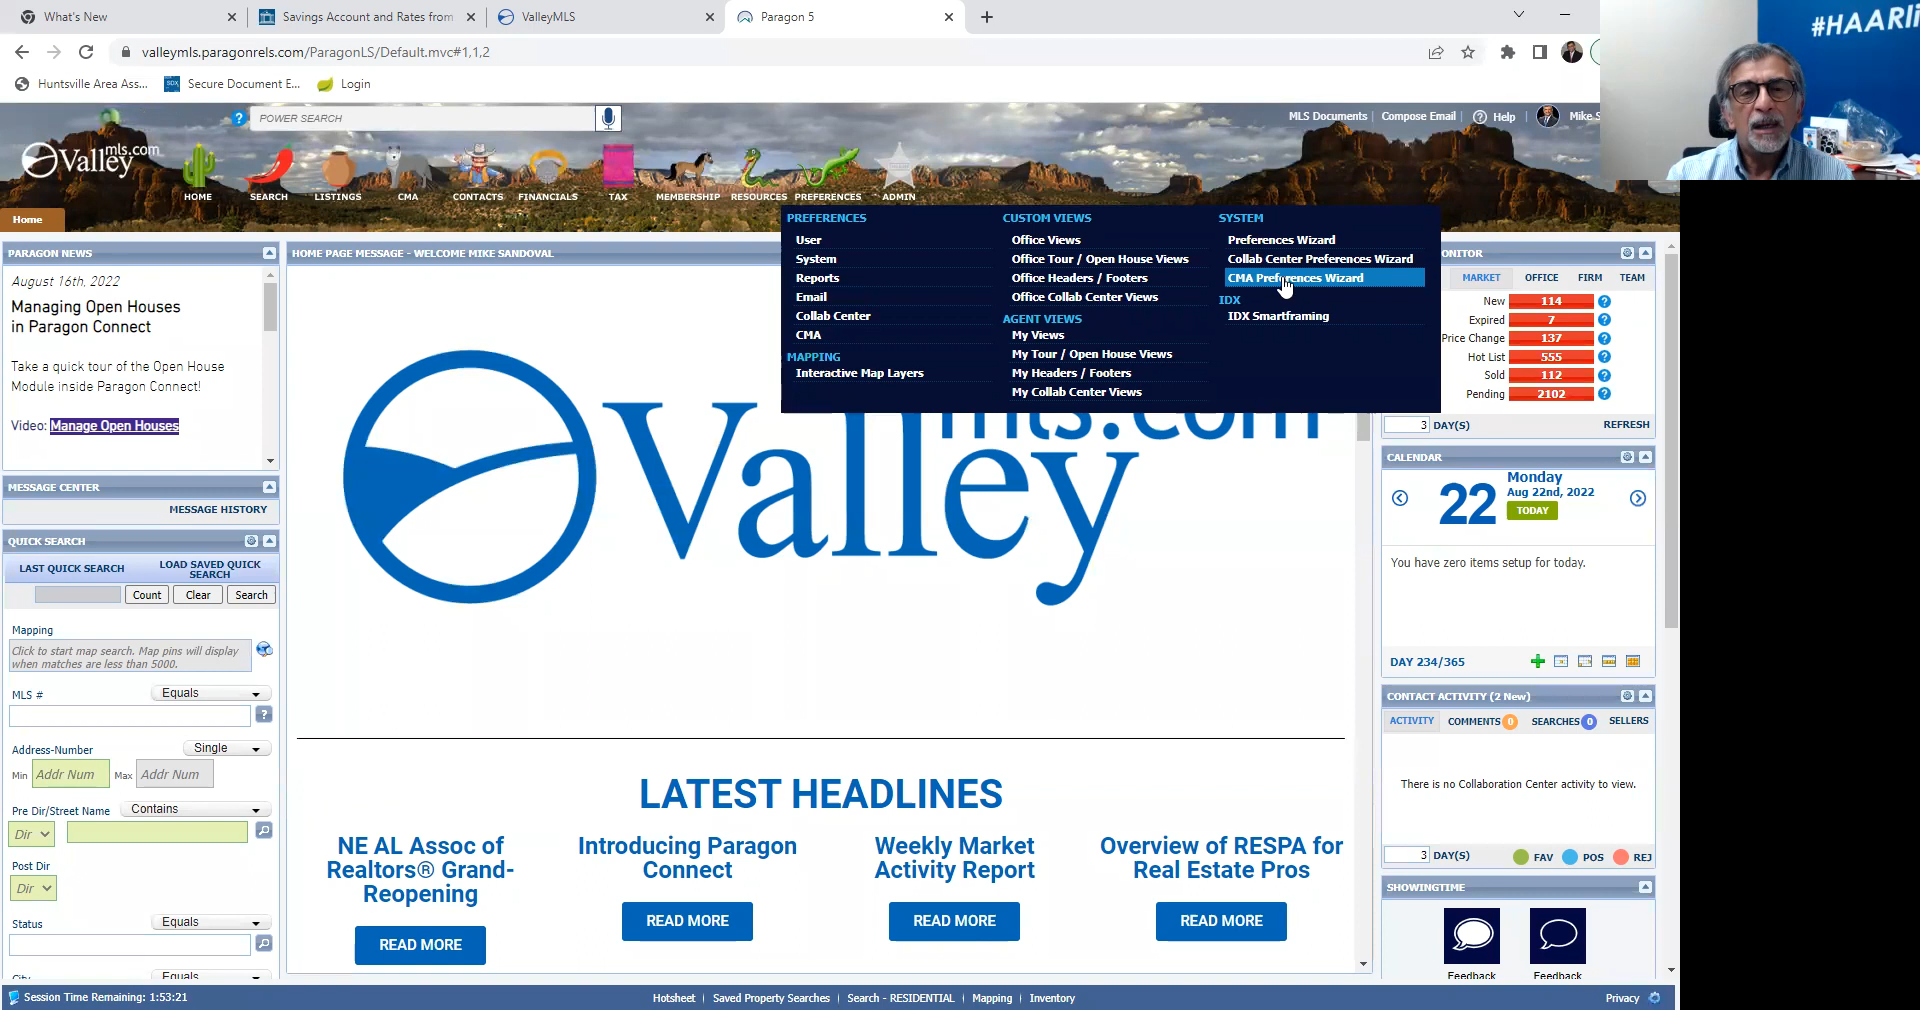 What's New
Savings Account and Rates from
ValleyMLS
Paragon 5
valleymls.paragonrels.com/ParagonLS/Default.mvc#1,1,2
Huntsville Area Ass...
Secure Document E...
Login
#HAARli
POWER SEARCH
MLS Documents
Compose Email
Help
Mike S
Valley
mls.com
HOME
SEARCH
LISTINGS
CMA
CONTACTS
FINANCIALS
TAX
MEMBERSHIP
RESOURCES
PREFERENCES
ADMIN
Home
PREFERENCES
User
System
Reports
Email
Collab Center
CMA
MAPPING
Interactive Map Layers
CUSTOM VIEWS
Office Views
Office Tour / Open House Views
Office Headers / Footers
Office Collab Center Views
AGENT VIEWS
My Views
My Tour / Open House Views
My Headers / Footers
My Collab Center Views
SYSTEM
Preferences Wizard
Collab Center Preferences Wizard
CMA Preferences Wizard
IDX
IDX Smartframing
PARAGON NEWS
August 16th, 2022
Managing Open Houses
in Paragon Connect
Take a quick tour of the Open House
Module inside Paragon Connect!
Video: Manage Open Houses
MESSAGE CENTER
MESSAGE HISTORY
QUICK SEARCH
LAST QUICK SEARCH
LOAD SAVED QUICK
SEARCH
Count
Clear
Search
Mapping
Click to start map search. Map pins will display
when matches are less than 5000.
MLS #
Equals
Address-Number
Single
Min
Addr Num
Max
Addr Num
Pre Dir/Street Name
Contains
Dir
Post Dir
Dir
Status
Equals
City
Equals
HOME PAGE MESSAGE - WELCOME MIKE SANDOVAL
Valley
mls.com
LATEST HEADLINES
NE AL Assoc of
Realtors® Grand-
Reopening
READ MORE
Introducing Paragon
Connect
READ MORE
Weekly Market
Activity Report
READ MORE
Overview of RESPA for
Real Estate Pros
READ MORE
ONITOR
MARKET
OFFICE
FIRM
TEAM
New 114
Expired 7
Price Change 137
Hot List 555
Sold 112
Pending 2102
3 DAY(S)
REFRESH
CALENDAR
22
Monday
Aug 22nd, 2022
TODAY
You have zero items setup for today.
DAY 234/365
CONTACT ACTIVITY (2 New)
ACTIVITY
COMMENTS 0
SEARCHES 0
SELLERS
There is no Collaboration Center activity to view.
3 DAY(S)
FAV
POS
REJ
SHOWINGTIME
Feedback
Feedback
Session Time Remaining: 1:53:21
Hotsheet
Saved Property Searches
Search - RESIDENTIAL
Mapping
Inventory
Privacy